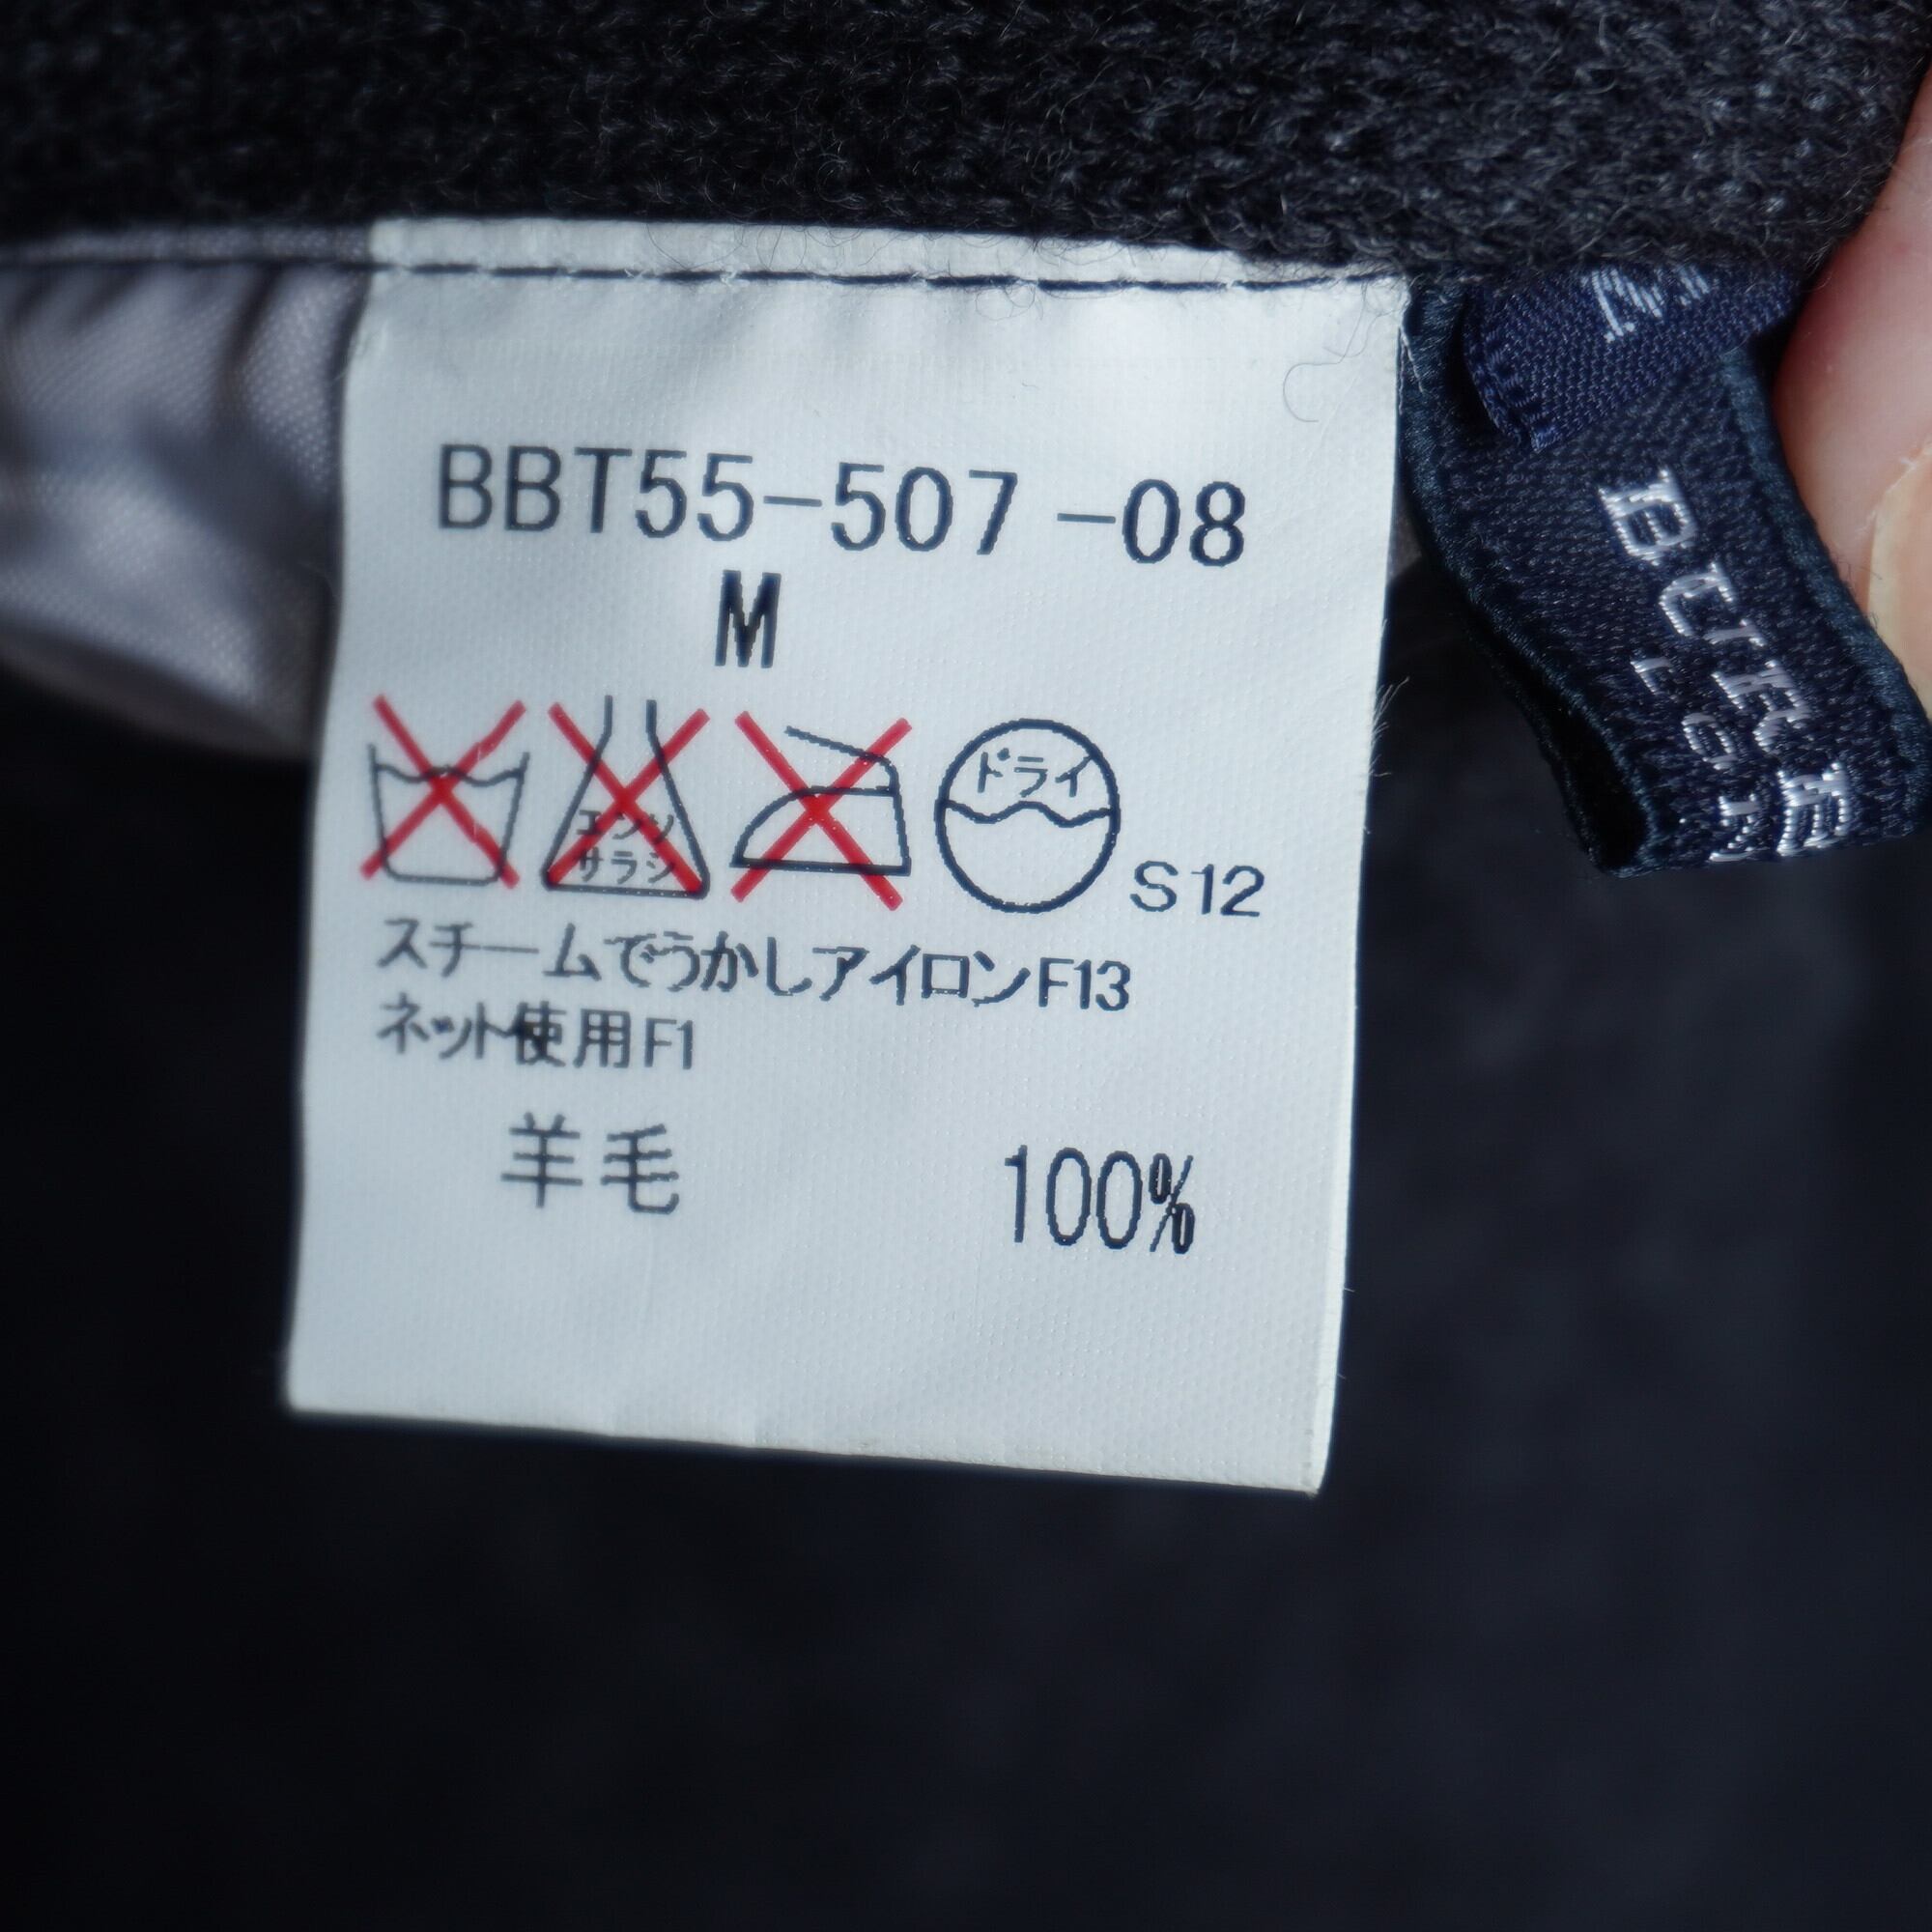 BBT55-507-08
M
エンソ
サラシ
ドライ
S12
スチームでうかしアイロンF13
ネット使用F1
羊毛 100%